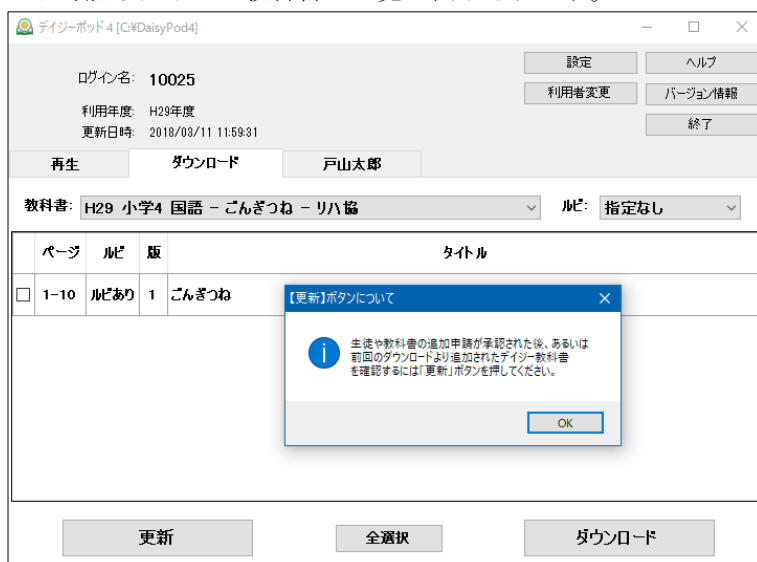 デイジーポッド4 [C:¥DaisyPod4]
設定
ヘルプ
ログイン名: 10025
利用者変更
バージョン情報
利用年度: H29年度
更新日時: 2018/03/11 11:59:31
終了
再生
ダウンロード
戸山太郎
教科書: H29 小学4 国語 - ごんぎつね - リハ協
ルビ: 指定なし
ページ ルビ 版 タイトル
1-10 ルビあり 1 ごんぎつね
【更新】ボタンについて
生徒や教科書の追加申請が承認された後、あるいは
前回のダウンロードより追加されたデイジー教科書
を確認するには「更新」ボタンを押してください。
OK
更新
全選択
ダウンロード